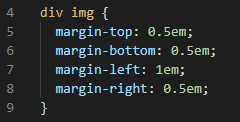 4 div img {
5   margin-top: 0.5em;
6   margin-bottom: 0.5em;
7   margin-left: 1em;
8   margin-right: 0.5em;
9 }